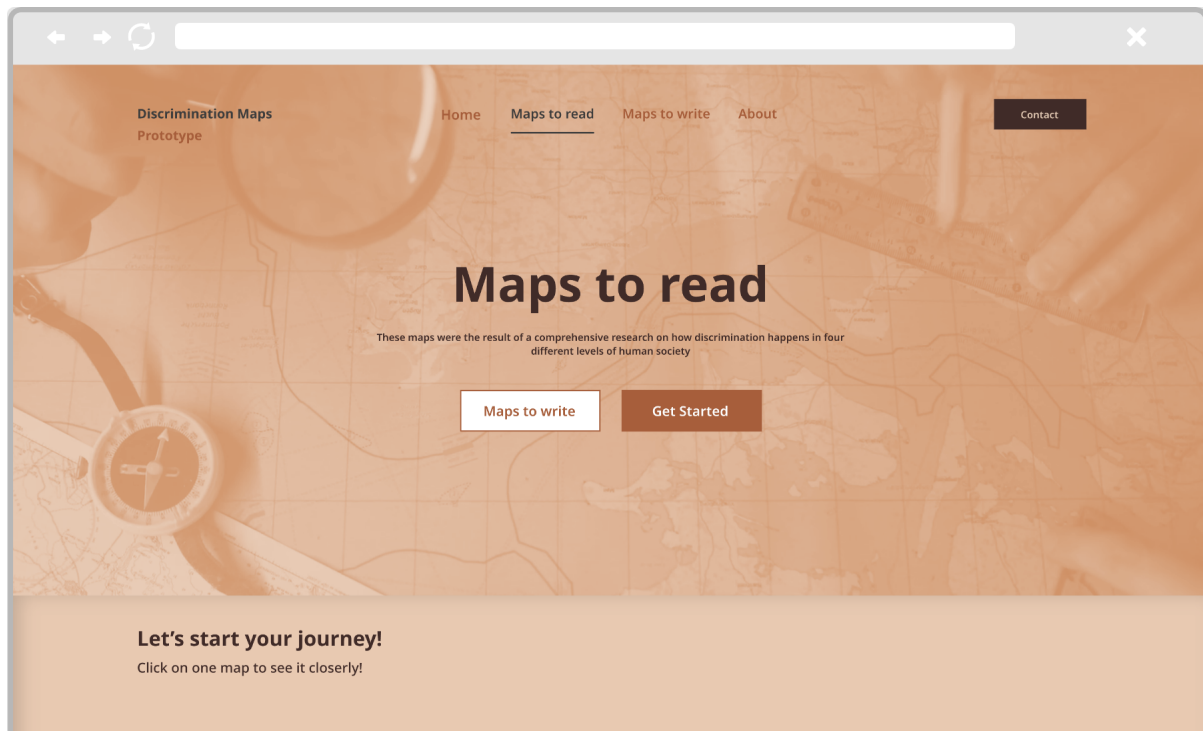 Discrimination Maps
Prototype
Home
Maps to read
Maps to write
About
Contact
Maps to read
These maps were the result of a comprehensive research on how discrimination happens in four
different levels of human society
Maps to write
Get Started
Let's start your journey!
Click on one map to see it closerly!